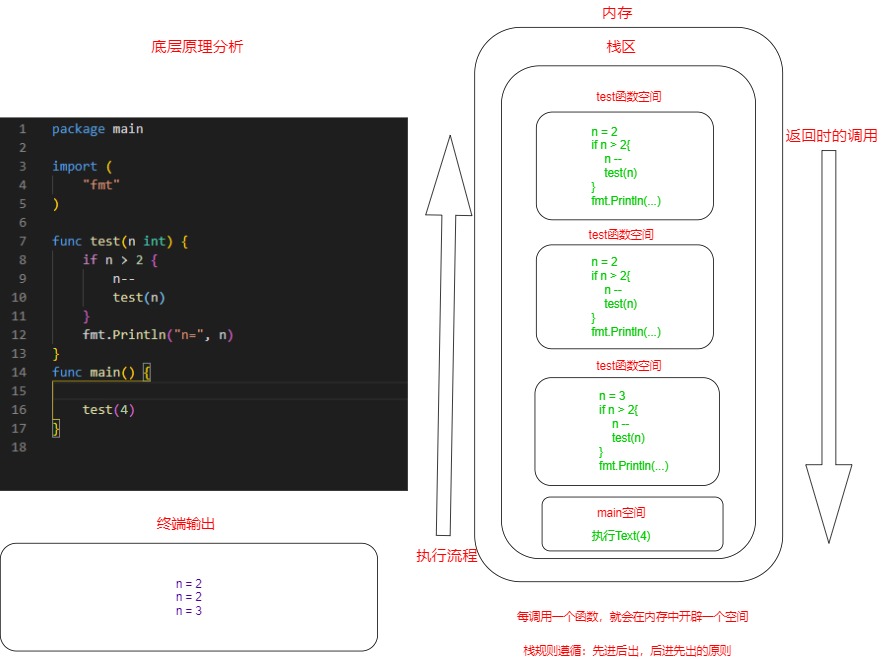 底层原理分析
1 package main
2
3 import (
4 "fmt"
5 )
6
7 func test(n int) {
8 if n > 2 {
9 n--
10 test(n)
11 }
12 fmt.Println("n=", n)
13 }
14 func main() {
15
16 test(4)
17 }
18
终端输出
n = 2
n = 2
n = 3
执行流程
内存
栈区
test函数空间
n = 2
if n > 2{
n --
test(n)
}
fmt.Println(...)
test函数空间
n = 2
if n > 2{
n --
test(n)
}
fmt.Println(...)
test函数空间
n = 3
if n > 2{
n --
test(n)
}
fmt.Println(...)
main空间
执行Text(4)
返回时的调用
每调用一个函数，就会在内存中开辟一个空间
栈规则遵循：先进后出，后进先出的原则